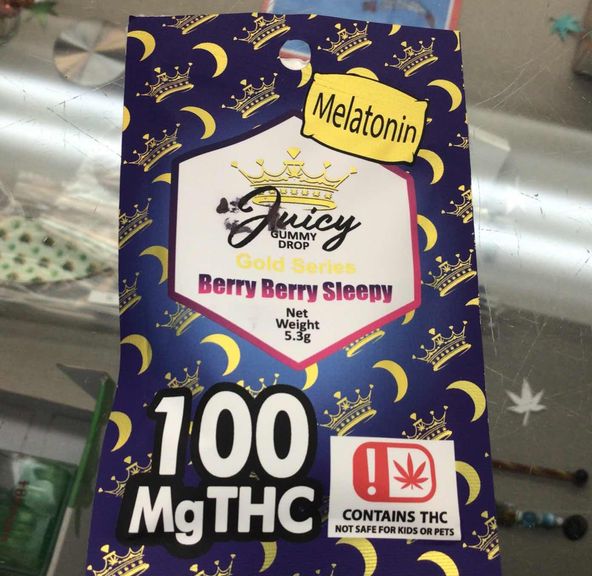 Melatonin
Juicy
GUMMY
DROP
Gold Series
Berry Berry Sleepy
Net
Weight
5.3g
100
MgTHC
!
CONTAINS THC
NOT SAFE FOR KIDS OR PETS